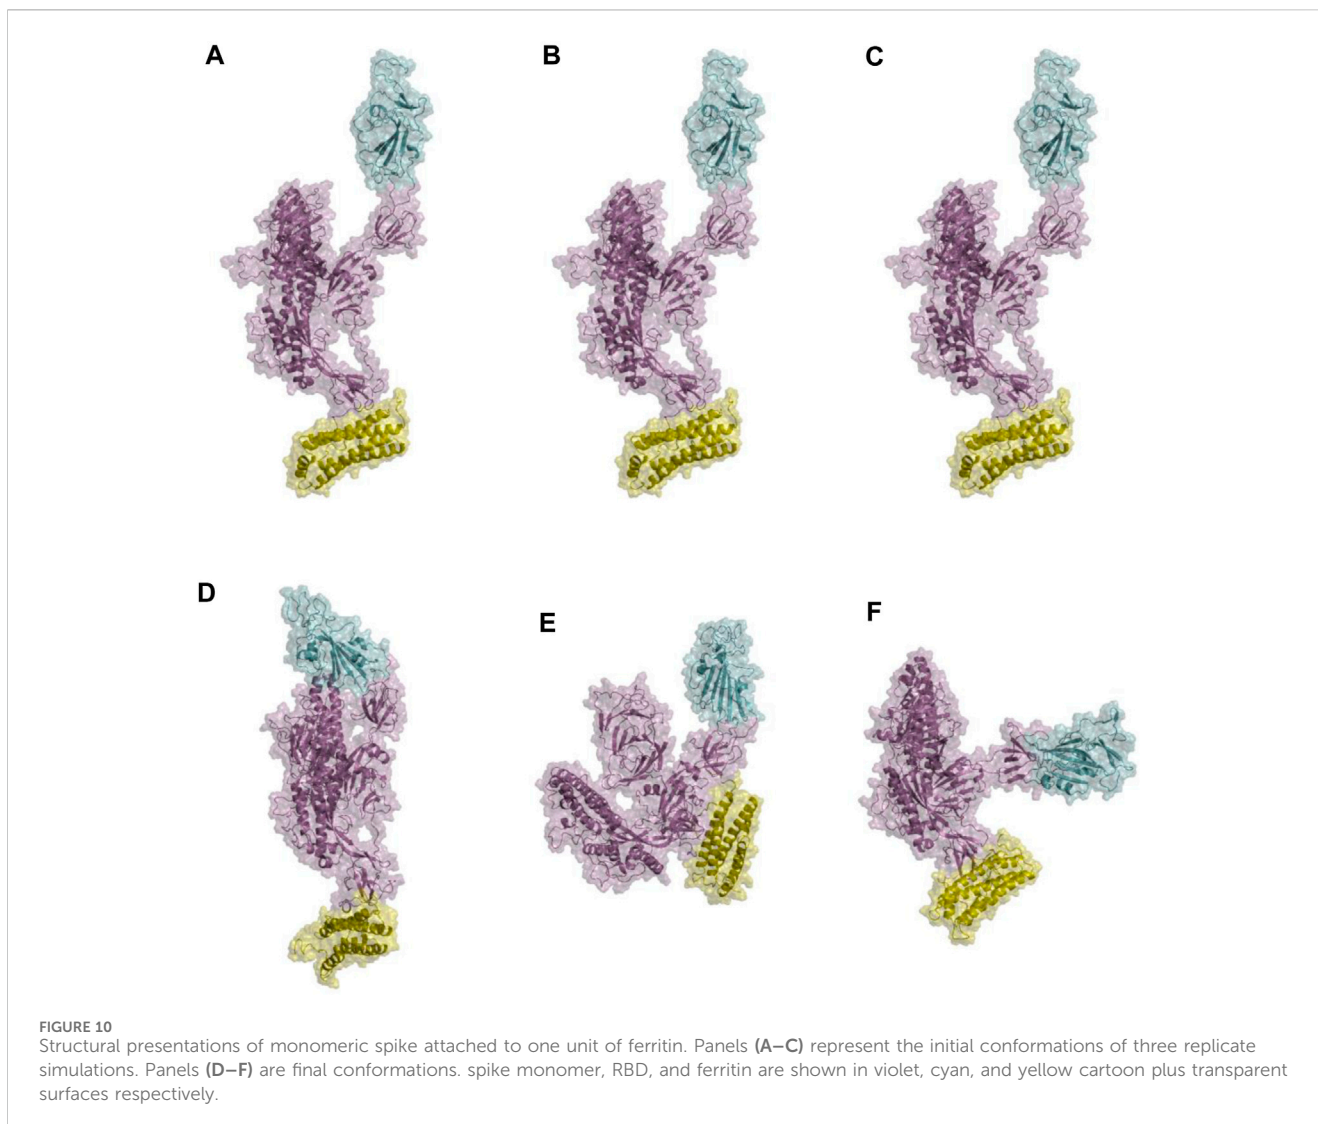 A B C
D E F
FIGURE 10
Structural presentations of monomeric spike attached to one unit of ferritin. Panels (A–C) represent the initial conformations of three replicate
simulations. Panels (D–F) are final conformations. spike monomer, RBD, and ferritin are shown in violet, cyan, and yellow cartoon plus transparent
surfaces respectively.